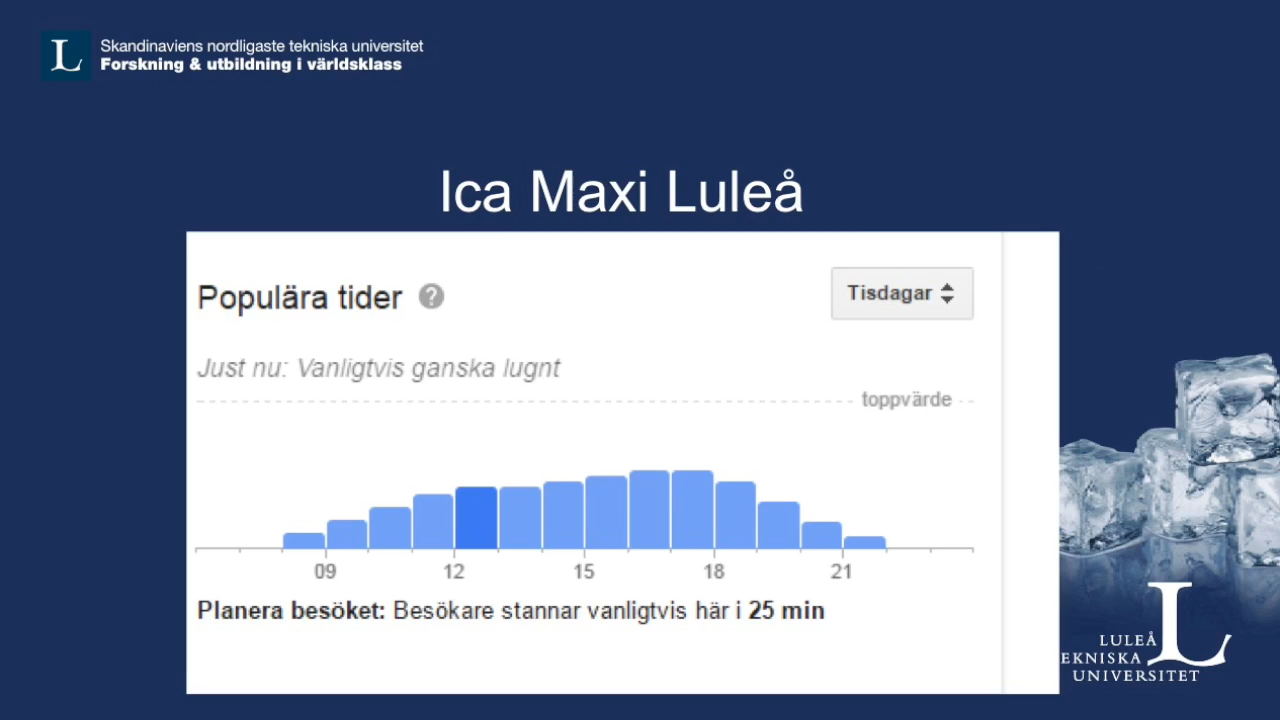 L
Skandinaviens nordligaste tekniska universitet
Forskning & utbildning i världsklass
Ica Maxi Luleå
Populära tider ?
Tisdagar
Just nu: Vanligtvis ganska lugnt
toppvärde
09 12 15 18 21
Planera besöket: Besökare stannar vanligtvis här i 25 min
L
LULEÅ
EKNISKA
UNIVERSITET